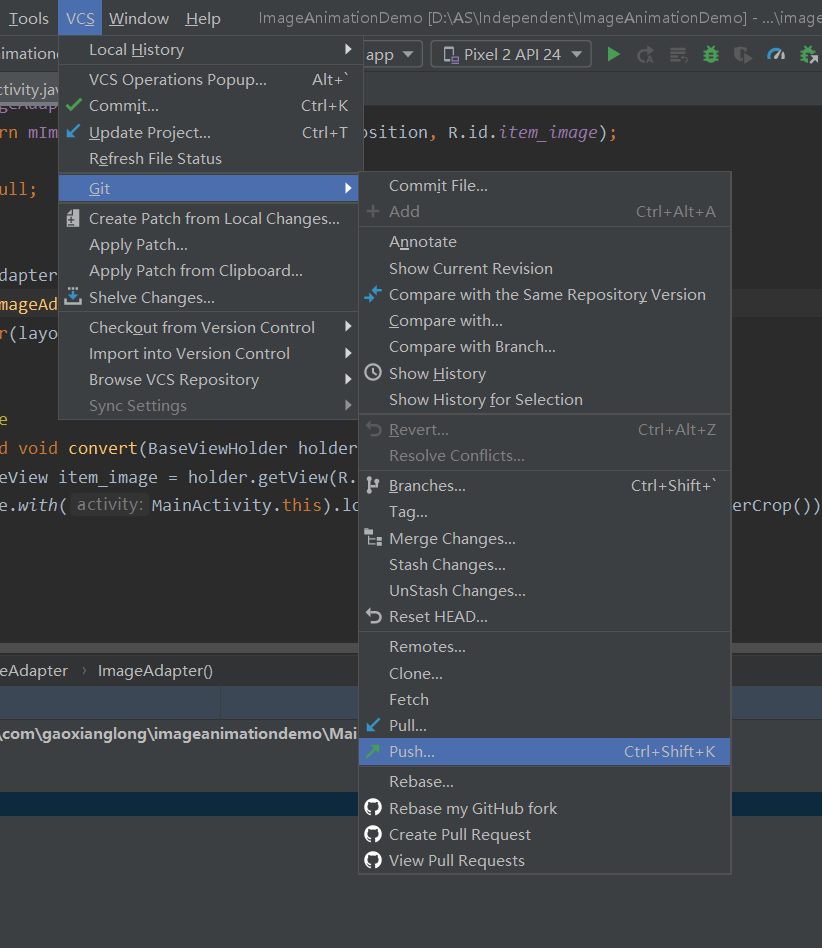 Tools VCS Window Help ImageAnimationDemo [D:\AS\Independent\ImageAnimationDemo] - ...\image
app Pixel 2 API 24
Local History
VCS Operations Popup... Alt+`
Commit... Ctrl+K
Update Project... Ctrl+T
Refresh File Status
Git
Create Patch from Local Changes...
Apply Patch...
Apply Patch from Clipboard...
Shelve Changes...
Checkout from Version Control
Import into Version Control
Browse VCS Repository
Sync Settings
Commit File...
Add Ctrl+Alt+A
Annotate
Show Current Revision
Compare with the Same Repository Version
Compare with...
Compare with Branch...
Show History
Show History for Selection
Revert... Ctrl+Alt+Z
Resolve Conflicts...
Branches... Ctrl+Shift+`
Tag...
Merge Changes...
Stash Changes...
UnStash Changes...
Reset HEAD...
Remotes...
Clone...
Fetch
Pull...
Push... Ctrl+Shift+K
Rebase...
Rebase my GitHub fork
Create Pull Request
View Pull Requests
animation
ctivity.jav
rn mIm osition, R.id.item_image);
ull;
dapter
mageAd
r(layo
e
d void convert(BaseViewHolder holder
eView item_image = holder.getView(R.
e.with( activity: MainActivity.this).lo erCrop())
eAdapter › ImageAdapter()
\com\gaoxianglong\imageanimationdemo\Mai